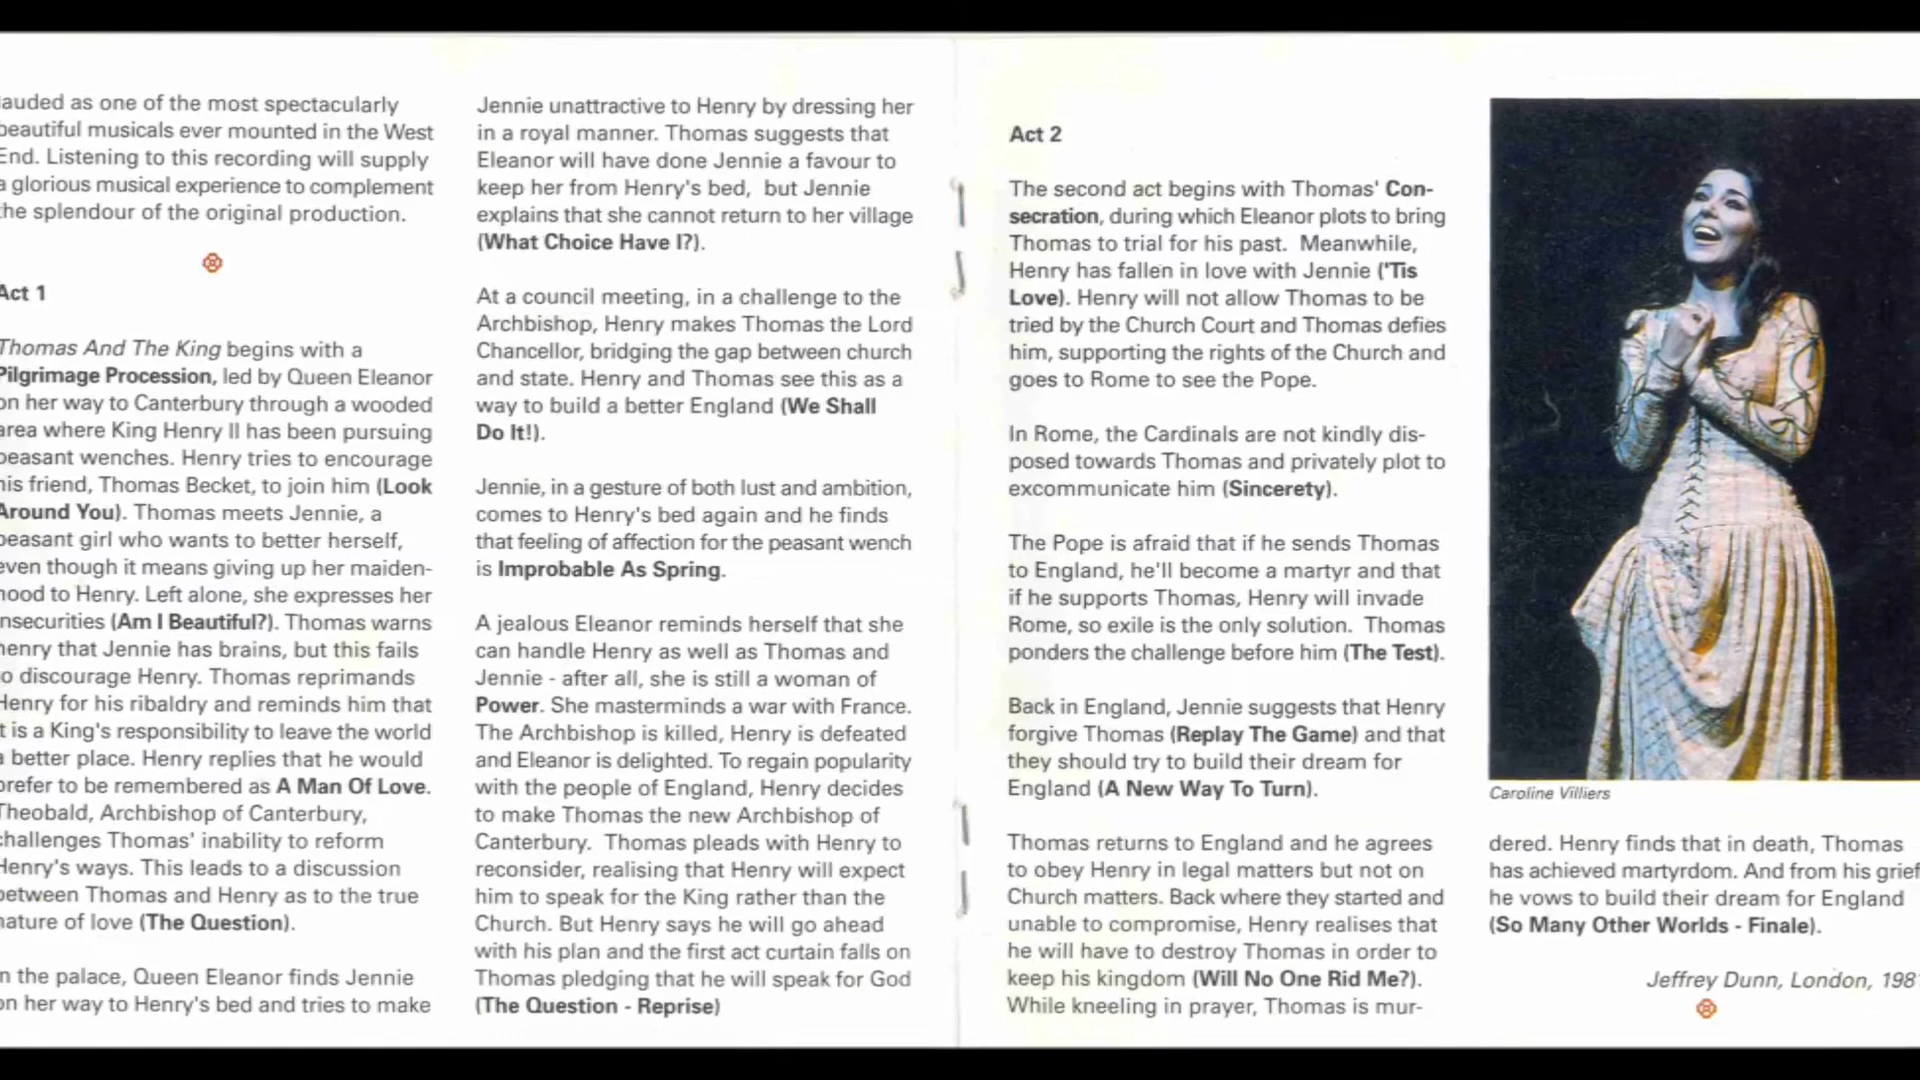 lauded as one of the most spectacularly
beautiful musicals ever mounted in the West
End. Listening to this recording will supply
a glorious musical experience to complement
the splendour of the original production.
Act 1
Thomas And The King begins with a
Pilgrimage Procession, led by Queen Eleanor
on her way to Canterbury through a wooded
area where King Henry II has been pursuing
peasant wenches. Henry tries to encourage
his friend, Thomas Becket, to join him (Look
Around You). Thomas meets Jennie, a
peasant girl who wants to better herself,
even though it means giving up her maiden-
hood to Henry. Left alone, she expresses her
insecurities (Am I Beautiful?). Thomas warns
henry that Jennie has brains, but this fails
to discourage Henry. Thomas reprimands
Henry for his ribaldry and reminds him that
it is a King's responsibility to leave the world
a better place. Henry replies that he would
prefer to be remembered as A Man Of Love.
Theobald, Archbishop of Canterbury,
challenges Thomas' inability to reform
Henry's ways. This leads to a discussion
between Thomas and Henry as to the true
nature of love (The Question).
In the palace, Queen Eleanor finds Jennie
on her way to Henry's bed and tries to make
Jennie unattractive to Henry by dressing her
in a royal manner. Thomas suggests that
Eleanor will have done Jennie a favour to
keep her from Henry's bed, but Jennie
explains that she cannot return to her village
(What Choice Have I?).
At a council meeting, in a challenge to the
Archbishop, Henry makes Thomas the Lord
Chancellor, bridging the gap between church
and state. Henry and Thomas see this as a
way to build a better England (We Shall
Do It!).
Jennie, in a gesture of both lust and ambition,
comes to Henry's bed again and he finds
that feeling of affection for the peasant wench
is Improbable As Spring.
A jealous Eleanor reminds herself that she
can handle Henry as well as Thomas and
Jennie - after all, she is still a woman of
Power. She masterminds a war with France.
The Archbishop is killed, Henry is defeated
and Eleanor is delighted. To regain popularity
with the people of England, Henry decides
to make Thomas the new Archbishop of
Canterbury. Thomas pleads with Henry to
reconsider, realising that Henry will expect
him to speak for the King rather than the
Church. But Henry says he will go ahead
with his plan and the first act curtain falls on
Thomas pledging that he will speak for God
(The Question - Reprise)
Act 2
The second act begins with Thomas' Con-
secration, during which Eleanor plots to bring
Thomas to trial for his past. Meanwhile,
Henry has fallen in love with Jennie ('Tis
Love). Henry will not allow Thomas to be
tried by the Church Court and Thomas defies
him, supporting the rights of the Church and
goes to Rome to see the Pope.
In Rome, the Cardinals are not kindly dis-
posed towards Thomas and privately plot to
excommunicate him (Sincerety).
The Pope is afraid that if he sends Thomas
to England, he'll become a martyr and that
if he supports Thomas, Henry will invade
Rome, so exile is the only solution. Thomas
ponders the challenge before him (The Test).
Back in England, Jennie suggests that Henry
forgive Thomas (Replay The Game) and that
they should try to build their dream for
England (A New Way To Turn).
Thomas returns to England and he agrees
to obey Henry in legal matters but not on
Church matters. Back where they started and
unable to compromise, Henry realises that
he will have to destroy Thomas in order to
keep his kingdom (Will No One Rid Me?).
While kneeling in prayer, Thomas is mur-
Caroline Villiers
dered. Henry finds that in death, Thomas
has achieved martyrdom. And from his grief
he vows to build their dream for England
(So Many Other Worlds - Finale).
Jeffrey Dunn, London, 198